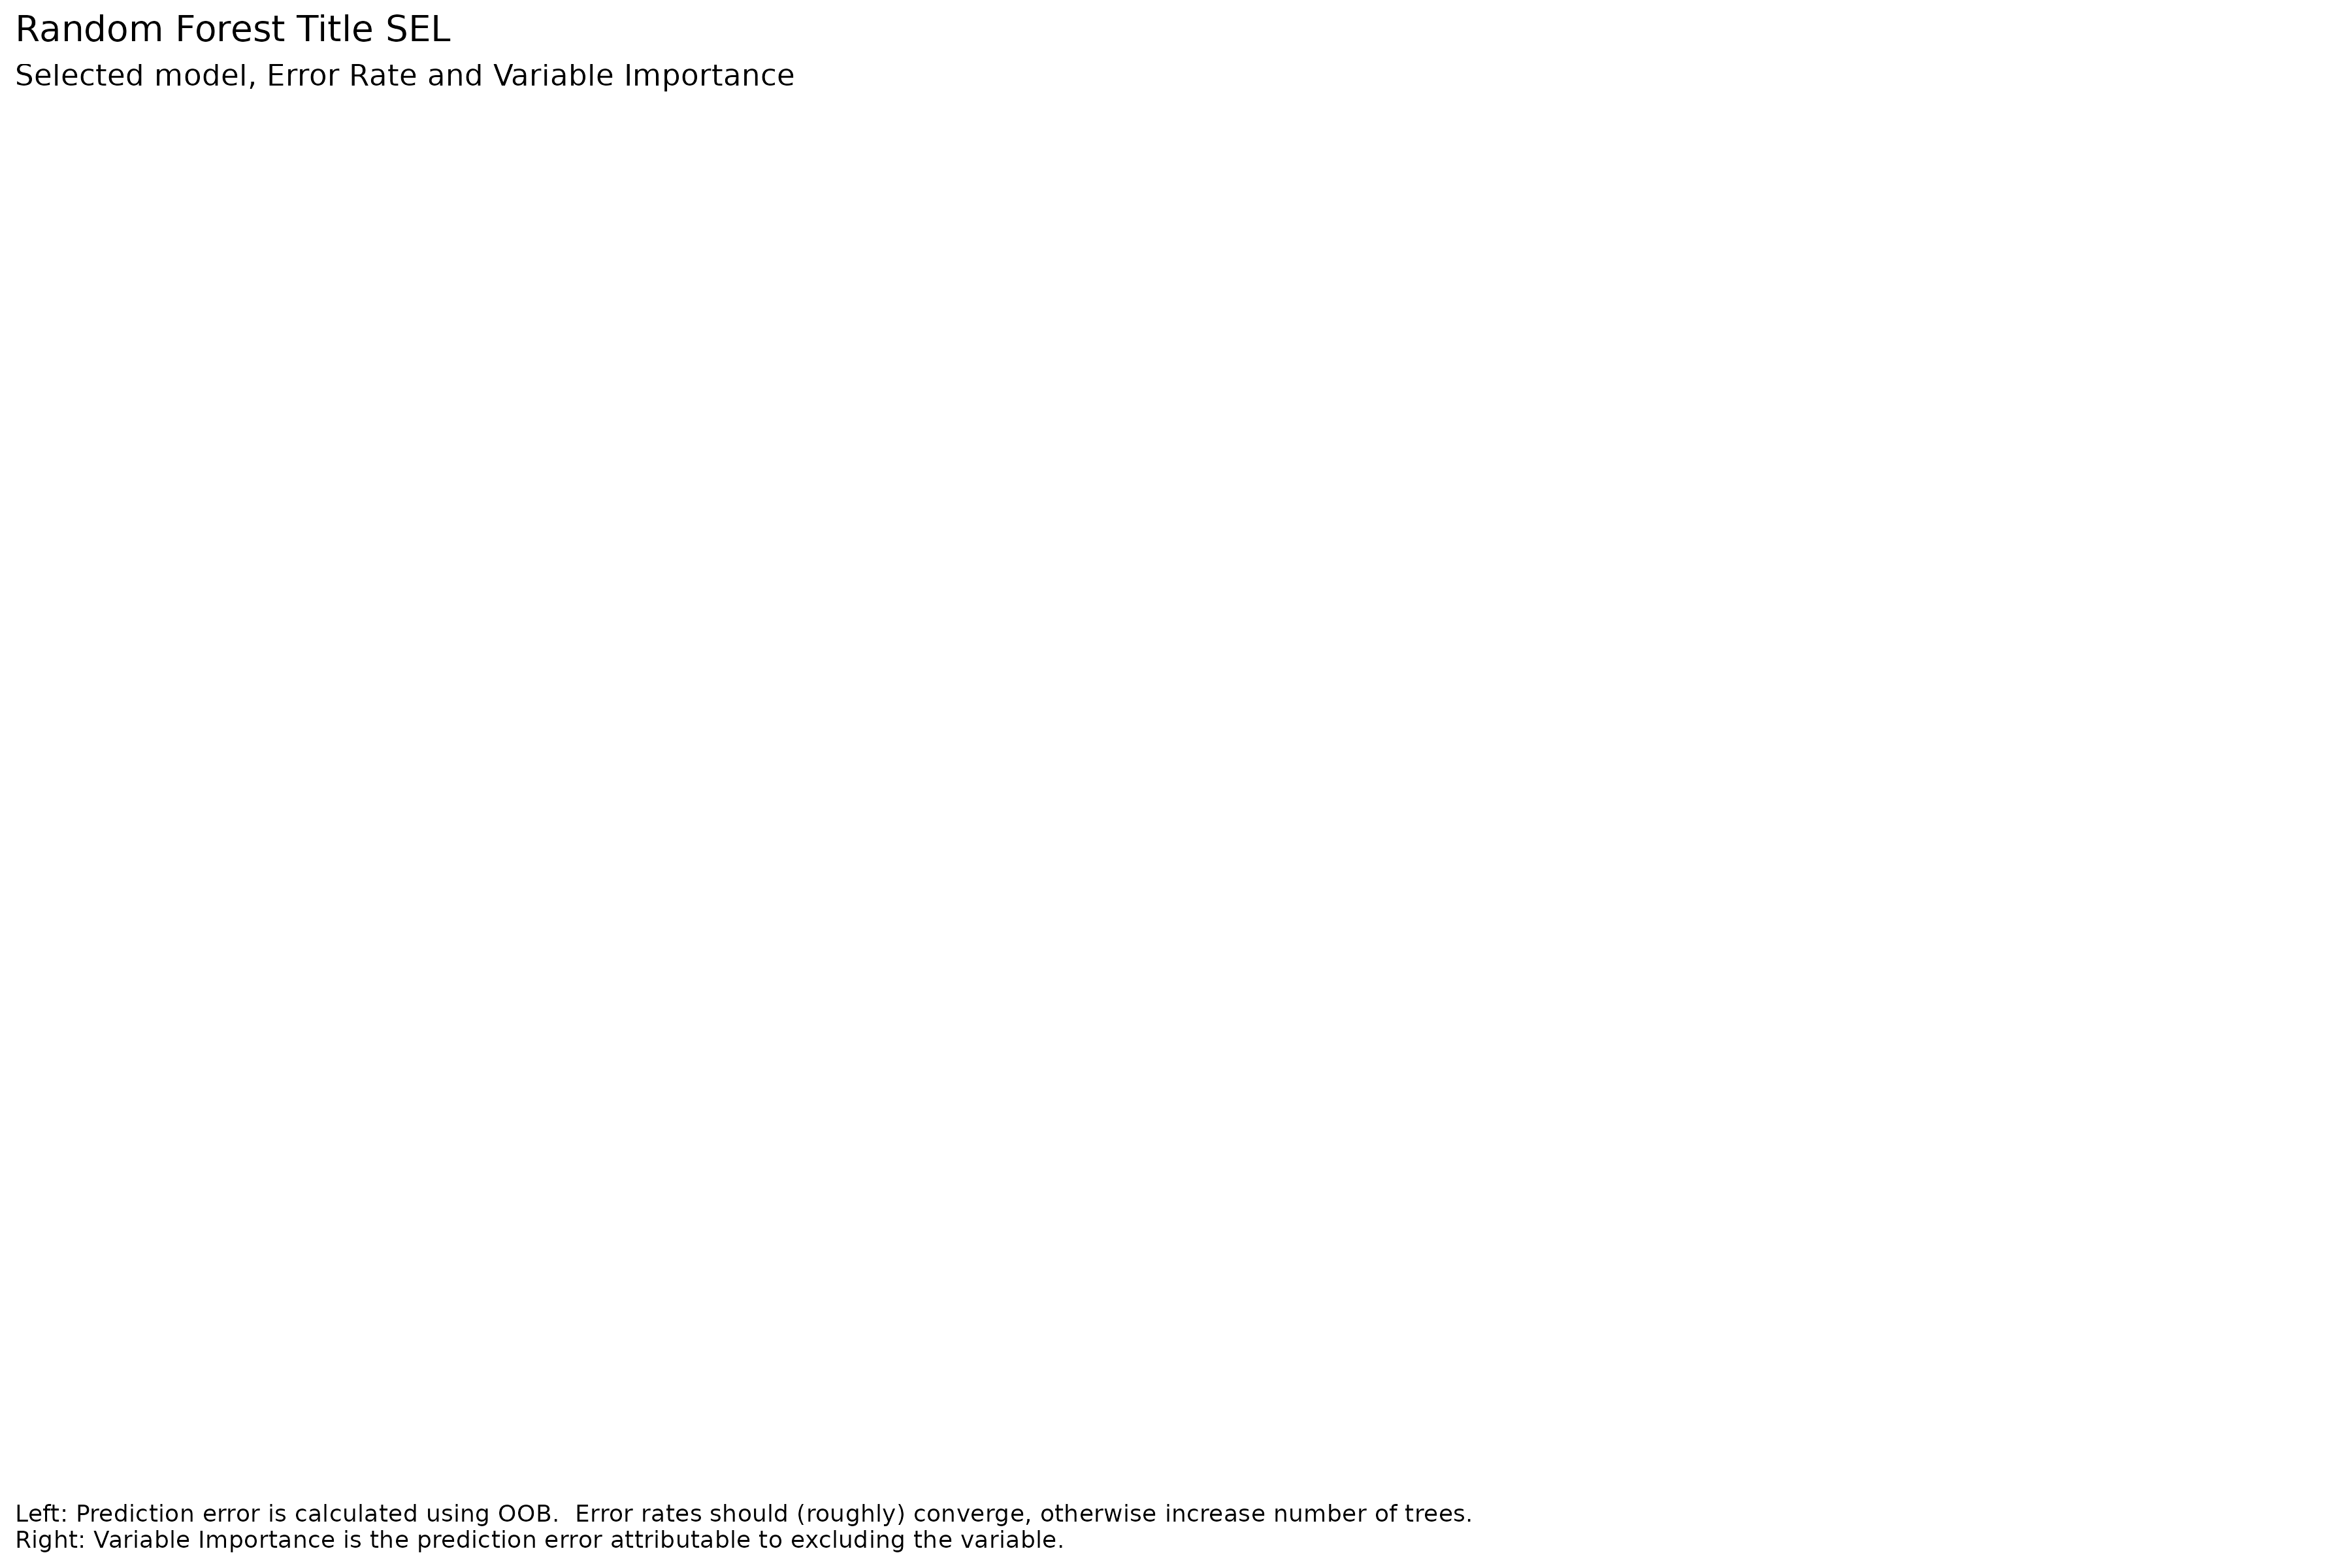 Random Forest Title SEL
Selected model, Error Rate and Variable Importance
Left: Prediction error is calculated using OOB.  Error rates should (roughly) converge, otherwise increase number of trees.
Right: Variable Importance is the prediction error attributable to excluding the variable.